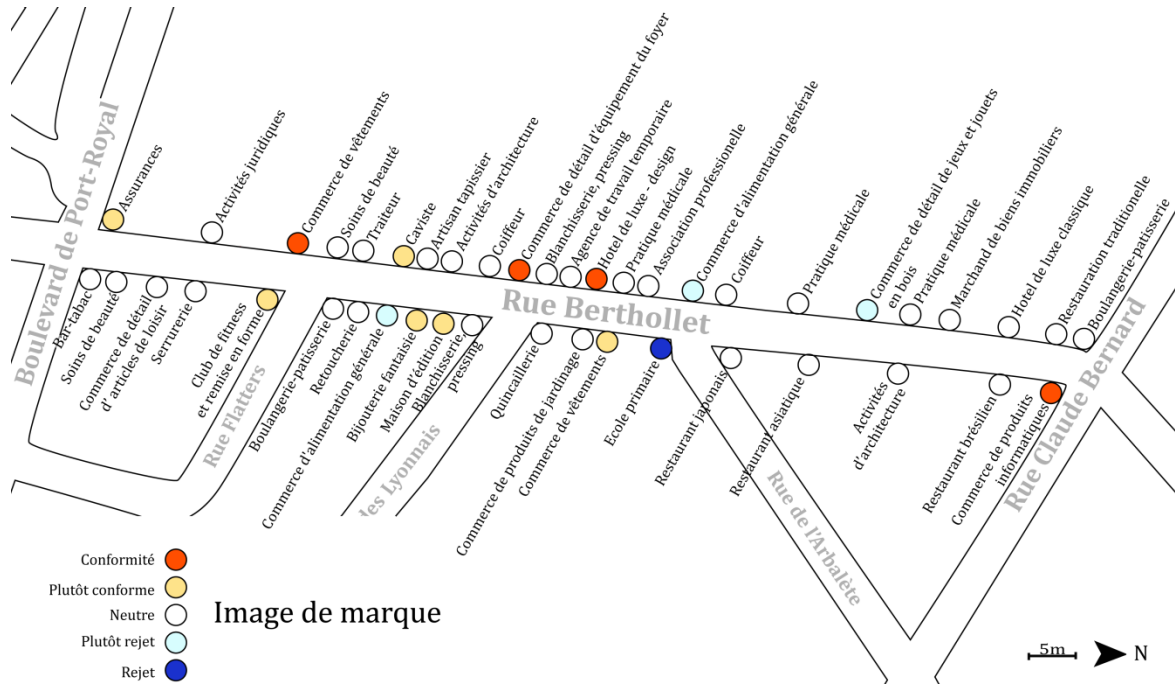 Assurances
Activités juridiques
Commerce de vêtements
Soins de beauté
Traiteur
Caviste
Artisan tapissier
Activités d'architecture
Coiffeur
Commerce de détail d'équipement du foyer
Blanchisserie, pressing
Agence de travail temporaire
Hotel de luxe - design
Pratique médicale
Association professionelle
Commerce d'alimentation générale
Coiffeur
Pratique médicale
Commerce de détail de jeux et jouets
en bois
Pratique médicale
Marchand de biens immobiliers
Hotel de luxe classique
Restauration traditionelle
Boulangerie-patisserie
Boulevard de Port-Royal
Rue Berthollet
Rue Claude Bernard
Bar-tabac
Soins de beauté
Commerce de détail
d' articles de loisir
Serrurerie
Club de fitness
et remise en forme
Rue Flatters
Boulangerie-patisserie
Retoucherie
Commerce d'alimentation générale
Bijouterie fantaisie
Maison d'édition
Blanchisserie
pressing
des Lyonnais
Quincaillerie
Commerce de produits de jardinage
Commerce de vêtements
Ecole primaire
Restaurant japonais
Restaurant asiatique
Rue de l'Arbalète
Activités
d'architecture
Restaurant brésilien
Commerce de produits
informatiques
Conformité
Plutôt conforme
Neutre
Plutôt rejet
Rejet
Image de marque
5m
N